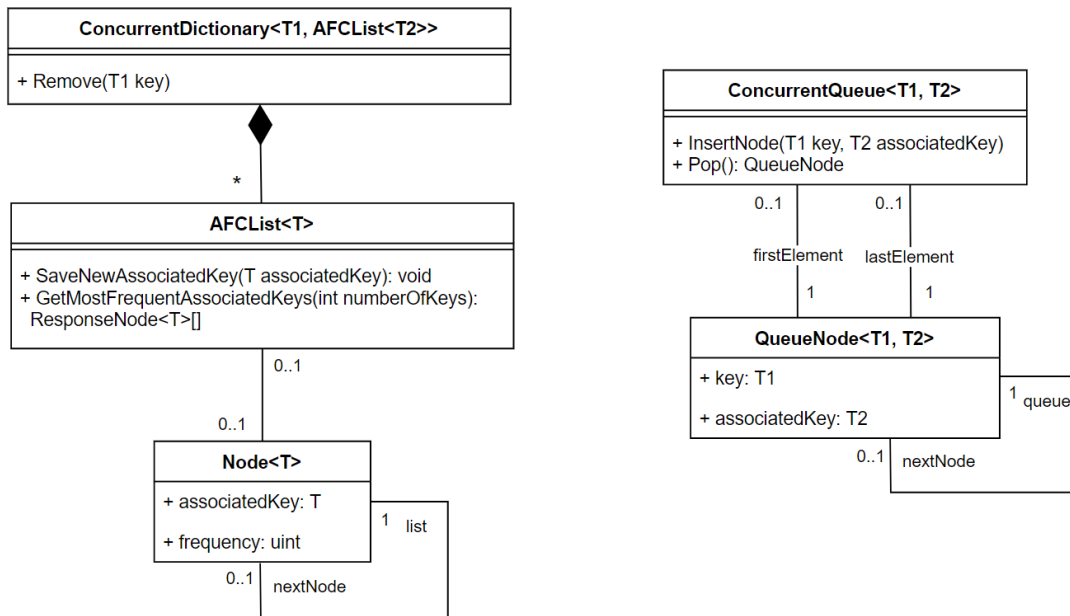 ConcurrentDictionary<T1, AFCList<T2>>
+ Remove(T1 key)
*
AFCList<T>
+ SaveNewAssociatedKey(T associatedKey): void
+ GetMostFrequentAssociatedKeys(int numberOfKeys):
ResponseNode<T>[]
0..1
0..1
Node<T>
+ associatedKey: T
+ frequency: uint
1 list
0..1 nextNode
ConcurrentQueue<T1, T2>
+ InsertNode(T1 key, T2 associatedKey)
+ Pop(): QueueNode
0..1 0..1
firstElement lastElement
1 1
QueueNode<T1, T2>
+ key: T1
+ associatedKey: T2
1 queue
0..1 nextNode